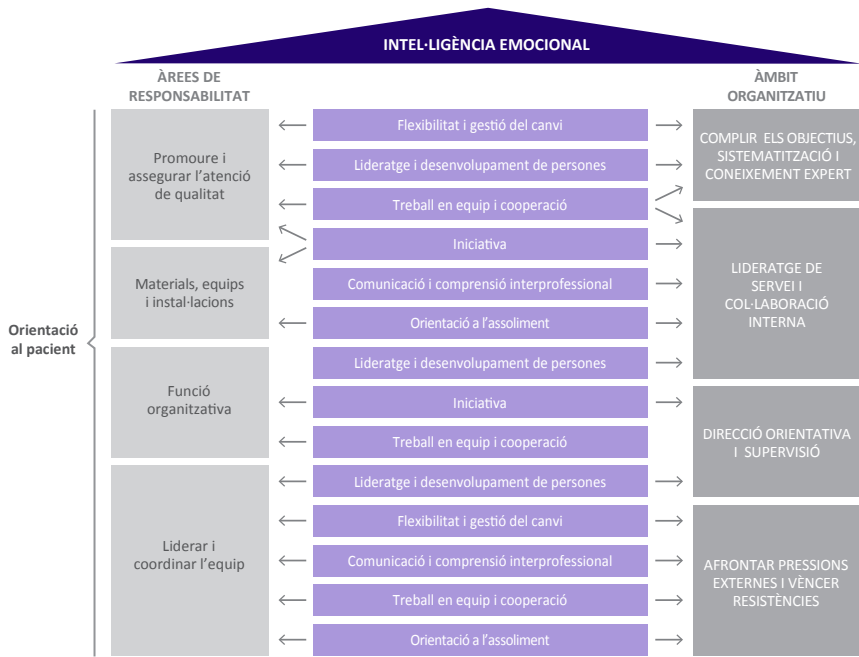 INTEL·LIGÈNCIA EMOCIONAL
ÀREES DE
RESPONSABILITAT
ÀMBIT
ORGANITZATIU
Orientació
al pacient
Promoure i
assegurar l’atenció
de qualitat
Materials, equips
i instal·lacions
Funció
organitzativa
Liderar i
coordinar l’equip
Flexibilitat i gestió del canvi
Lideratge i desenvolupament de persones
Treball en equip i cooperació
Iniciativa
Comunicació i comprensió interprofessional
Orientació a l’assoliment
Lideratge i desenvolupament de persones
Iniciativa
Treball en equip i cooperació
Lideratge i desenvolupament de persones
Flexibilitat i gestió del canvi
Comunicació i comprensió interprofessional
Treball en equip i cooperació
Orientació a l’assoliment
COMPLIR ELS OBJECTIUS,
SISTEMATITZACIÓ I
CONEIXEMENT EXPERT
LIDERATGE DE
SERVEI I
COL·LABORACIÓ
INTERNA
DIRECCIÓ ORIENTATIVA
I SUPERVISIÓ
AFRONTAR PRESSIONS
EXTERNES I VÈNCER
RESISTÈNCIES